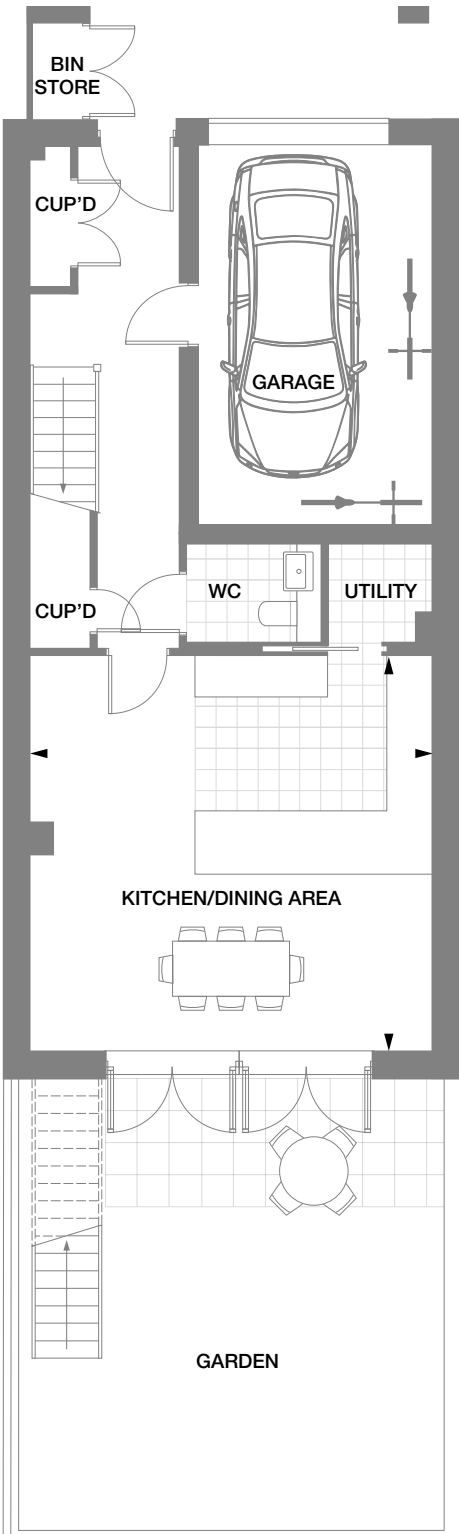 BIN
STORE
CUP'D
GARAGE
WC
UTILITY
CUP'D
KITCHEN/DINING AREA
GARDEN